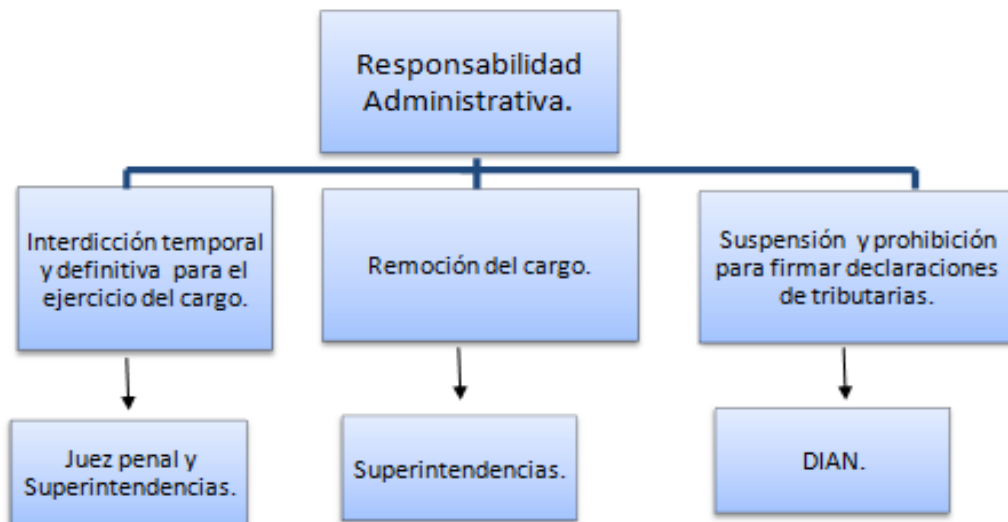 Responsabilidad
Administrativa.
Interdicción temporal
y definitiva para el
ejercicio del cargo.
Remoción del cargo.
Suspensión y prohibición
para firmar declaraciones
de tributarias.
Juez penal y
Superintendencias.
Superintendencias.
DIAN.